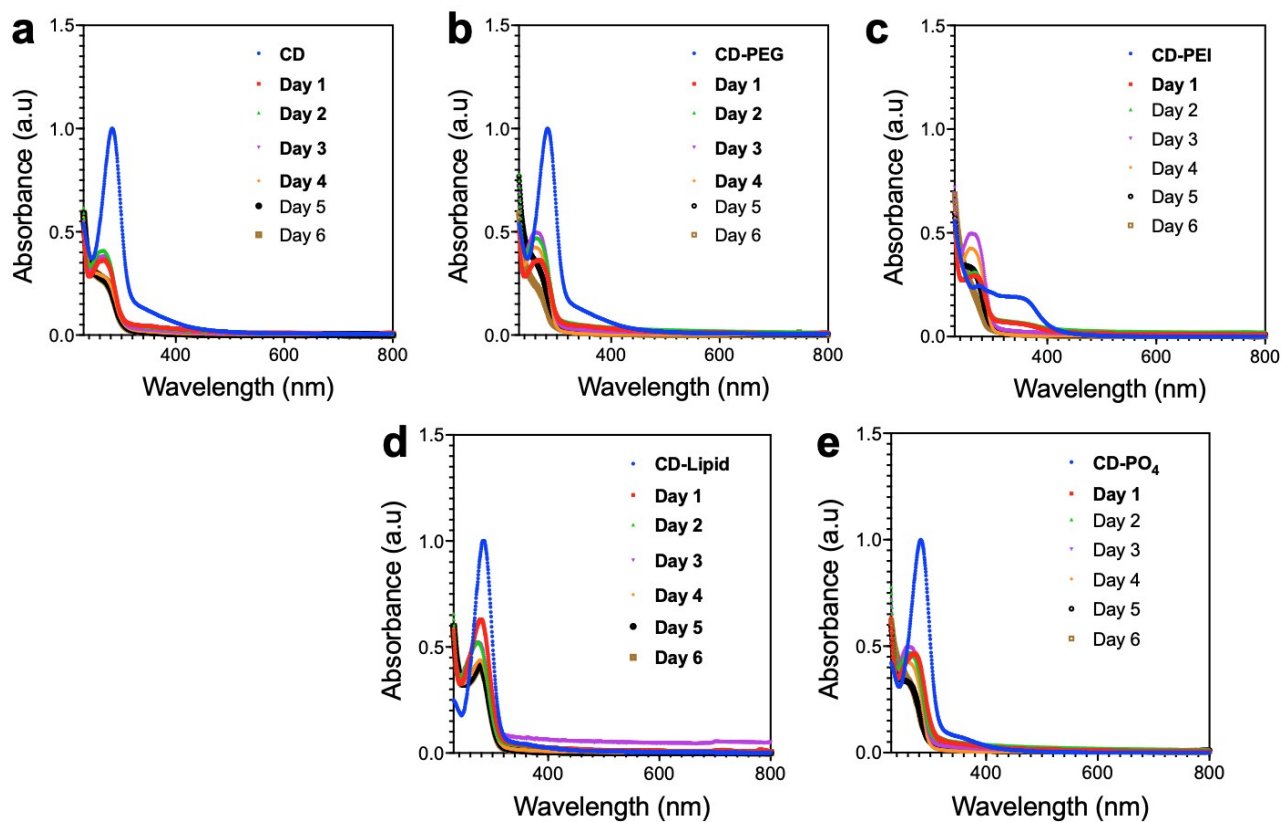 a
1.5
1.0
0.5
0.0
Absorbance (a.u)
400
600
800
Wavelength (nm)
CD
Day 1
Day 2
Day 3
Day 4
Day 5
Day 6
b
1.5
1.0
0.5
0.0
Absorbance (a.u)
400
600
800
Wavelength (nm)
CD-PEG
Day 1
Day 2
Day 3
Day 4
Day 5
Day 6
c
1.5
1.0
0.5
0.0
Absorbance (a.u)
400
600
800
Wavelength (nm)
CD-PEI
Day 1
Day 2
Day 3
Day 4
Day 5
Day 6
d
1.5
1.0
0.5
0.0
Absorbance (a.u)
400
600
800
Wavelength (nm)
CD-Lipid
Day 1
Day 2
Day 3
Day 4
Day 5
Day 6
e
1.5
1.0
0.5
0.0
Absorbance (a.u)
400
600
800
Wavelength (nm)
CD-PO₄
Day 1
Day 2
Day 3
Day 4
Day 5
Day 6